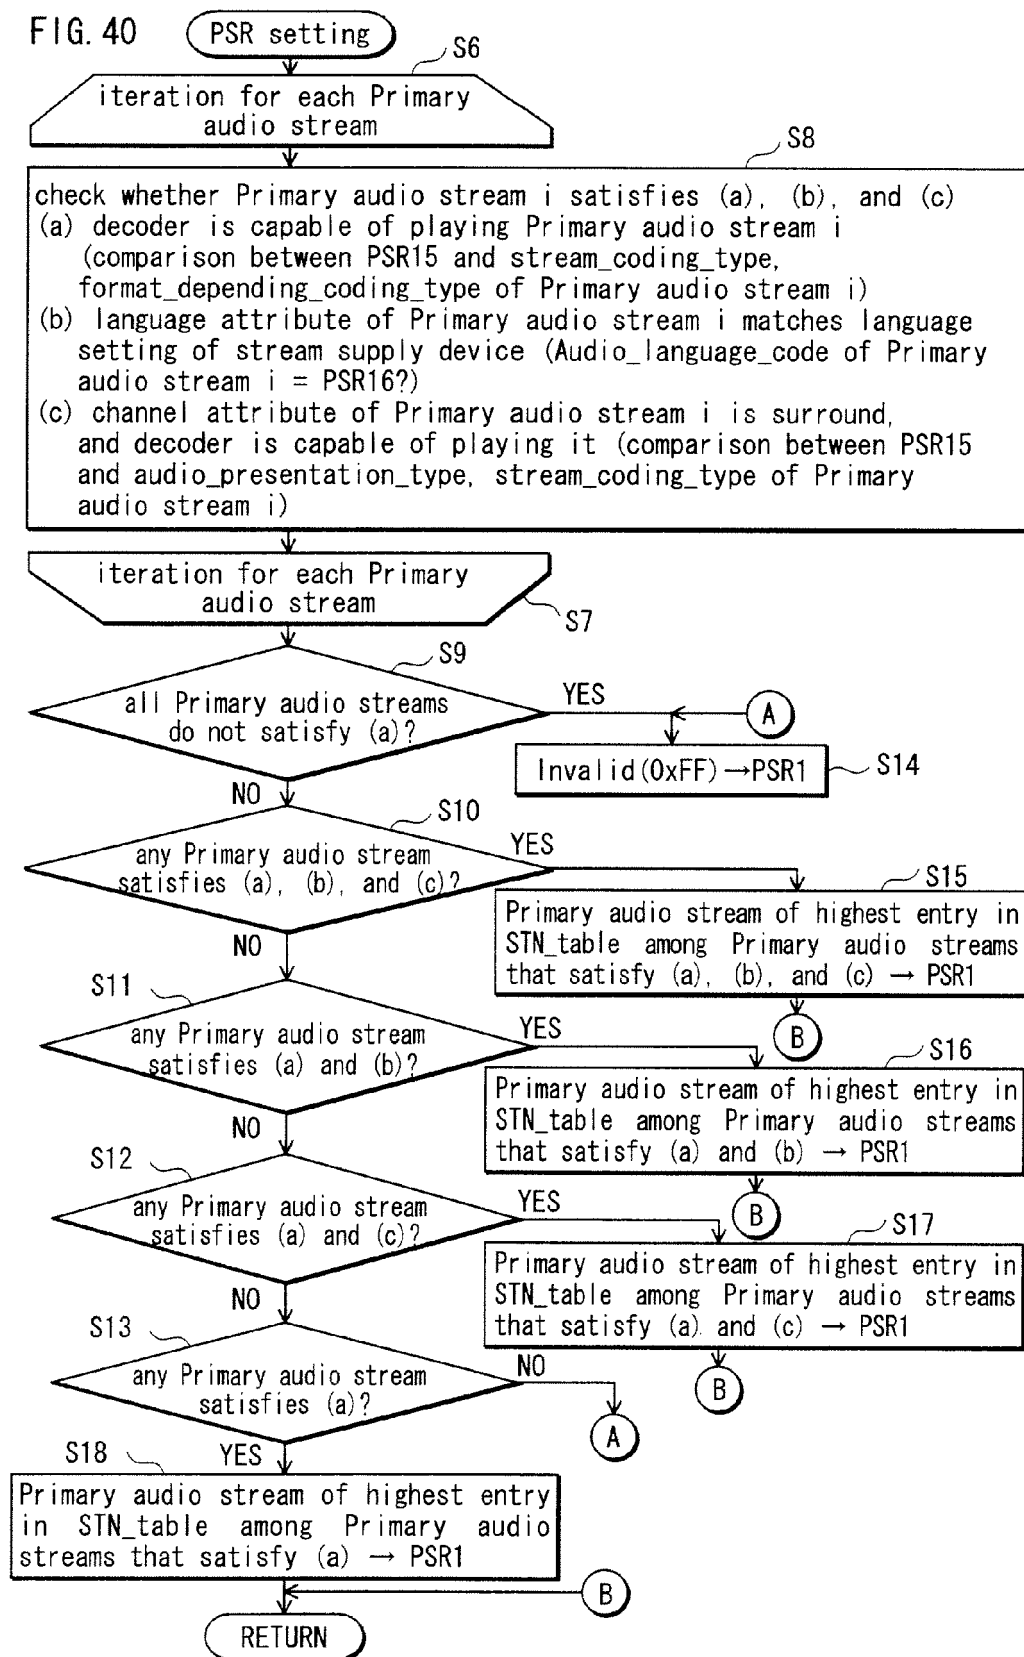 FIG. 40
PSR setting
S6
iteration for each Primary
audio stream
S8
check whether Primary audio stream i satisfies (a), (b), and (c)
(a) decoder is capable of playing Primary audio stream i
(comparison between PSR15 and stream_coding_type,
format_depending_coding_type of Primary audio stream i)
(b) language attribute of Primary audio stream i matches language
setting of stream supply device (Audio_language_code of Primary
audio stream i = PSR16?)
(c) channel attribute of Primary audio stream i is surround,
and decoder is capable of playing it (comparison between PSR15
and audio_presentation_type, stream_coding_type of Primary
audio stream i)
iteration for each Primary
audio stream
S7
S9
all Primary audio streams
do not satisfy (a)?
YES
A
Invalid(0xFF)→PSR1
S14
NO
S10
any Primary audio stream
satisfies (a), (b), and (c)?
YES
S15
Primary audio stream of highest entry in
STN_table among Primary audio streams
that satisfy (a), (b), and (c) → PSR1
B
NO
S11
any Primary audio stream
satisfies (a) and (b)?
YES
S16
Primary audio stream of highest entry in
STN_table among Primary audio streams
that satisfy (a) and (b) → PSR1
B
NO
S12
any Primary audio stream
satisfies (a) and (c)?
YES
S17
Primary audio stream of highest entry in
STN_table among Primary audio streams
that satisfy (a) and (c) → PSR1
B
NO
S13
any Primary audio stream
satisfies (a)?
NO
A
YES
S18
Primary audio stream of highest entry
in STN_table among Primary audio
streams that satisfy (a) → PSR1
B
RETURN